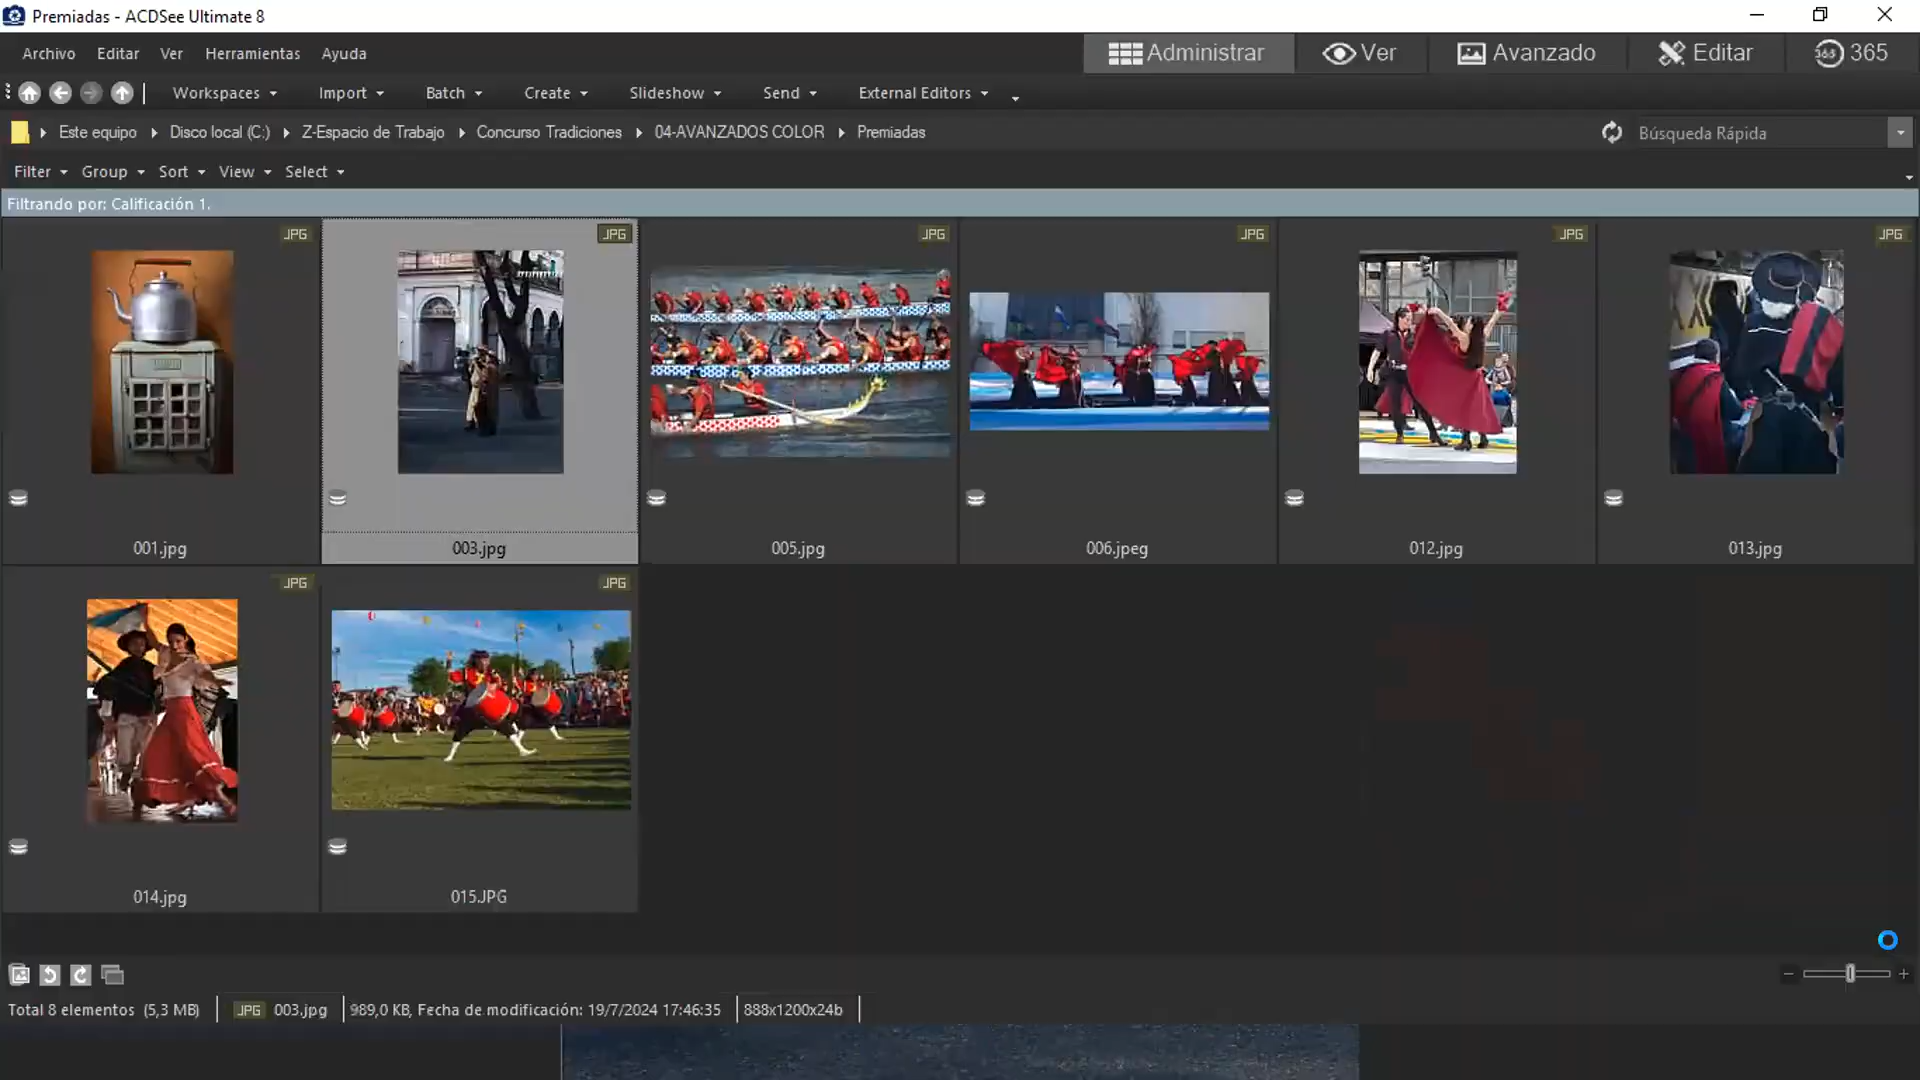 Premiadas - ACDSee Ultimate 8
Archivo Editar Ver Herramientas Ayuda
Administrar Ver Avanzado Editar 365 365
Workspaces Import Batch Create Slideshow Send External Editors
Este equipo Disco local (C:) Z-Espacio de Trabajo Concurso Tradiciones 04-AVANZADOS COLOR Premiadas
Búsqueda Rápida
Filter Group Sort View Select
Filtrando por: Calificación 1.
JPG JPG JPG JPG JPG JPG
001.jpg 003.jpg 005.jpg 006.jpeg 012.jpg 013.jpg
JPG JPG
014.jpg 015.JPG
Total 8 elementos (5,3 MB) JPG 003.jpg 989,0 KB, Fecha de modificación: 19/7/2024 17:46:35 888x1200x24b